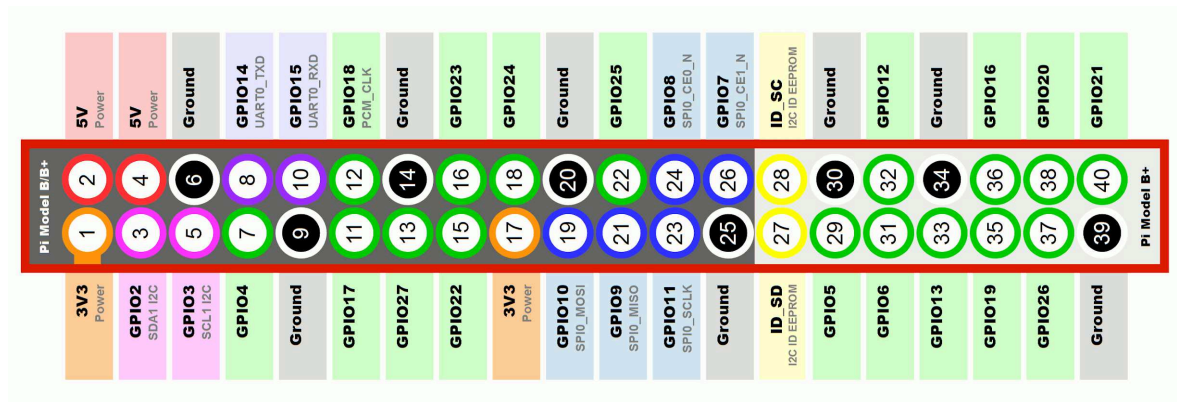 5V
Power
5V
Power
Ground
GPIO14
UART0_TXD
GPIO15
UART0_RXD
GPIO18
PCM_CLK
Ground
GPIO23
GPIO24
Ground
GPIO25
GPIO8
SPI0_CE0_N
GPIO7
SPI0_CE1_N
ID_SC
I2C ID EEPROM
Ground
GPIO12
Ground
GPIO16
GPIO20
GPIO21
Pi Model B/B+
2
4
6
8
10
12
14
16
18
20
22
24
26
28
30
32
34
36
38
40
1
3
5
7
9
11
13
15
17
19
21
23
25
27
29
31
33
35
37
39
Pi Model B+
3V3
Power
GPIO2
SDA1 I2C
GPIO3
SCL1 I2C
GPIO4
Ground
GPIO17
GPIO27
GPIO22
3V3
Power
GPIO10
SPI0_MOSI
GPIO9
SPI0_MISO
GPIO11
SPI0_SCLK
Ground
ID_SD
I2C ID EEPROM
GPIO5
GPIO6
GPIO13
GPIO19
GPIO26
Ground